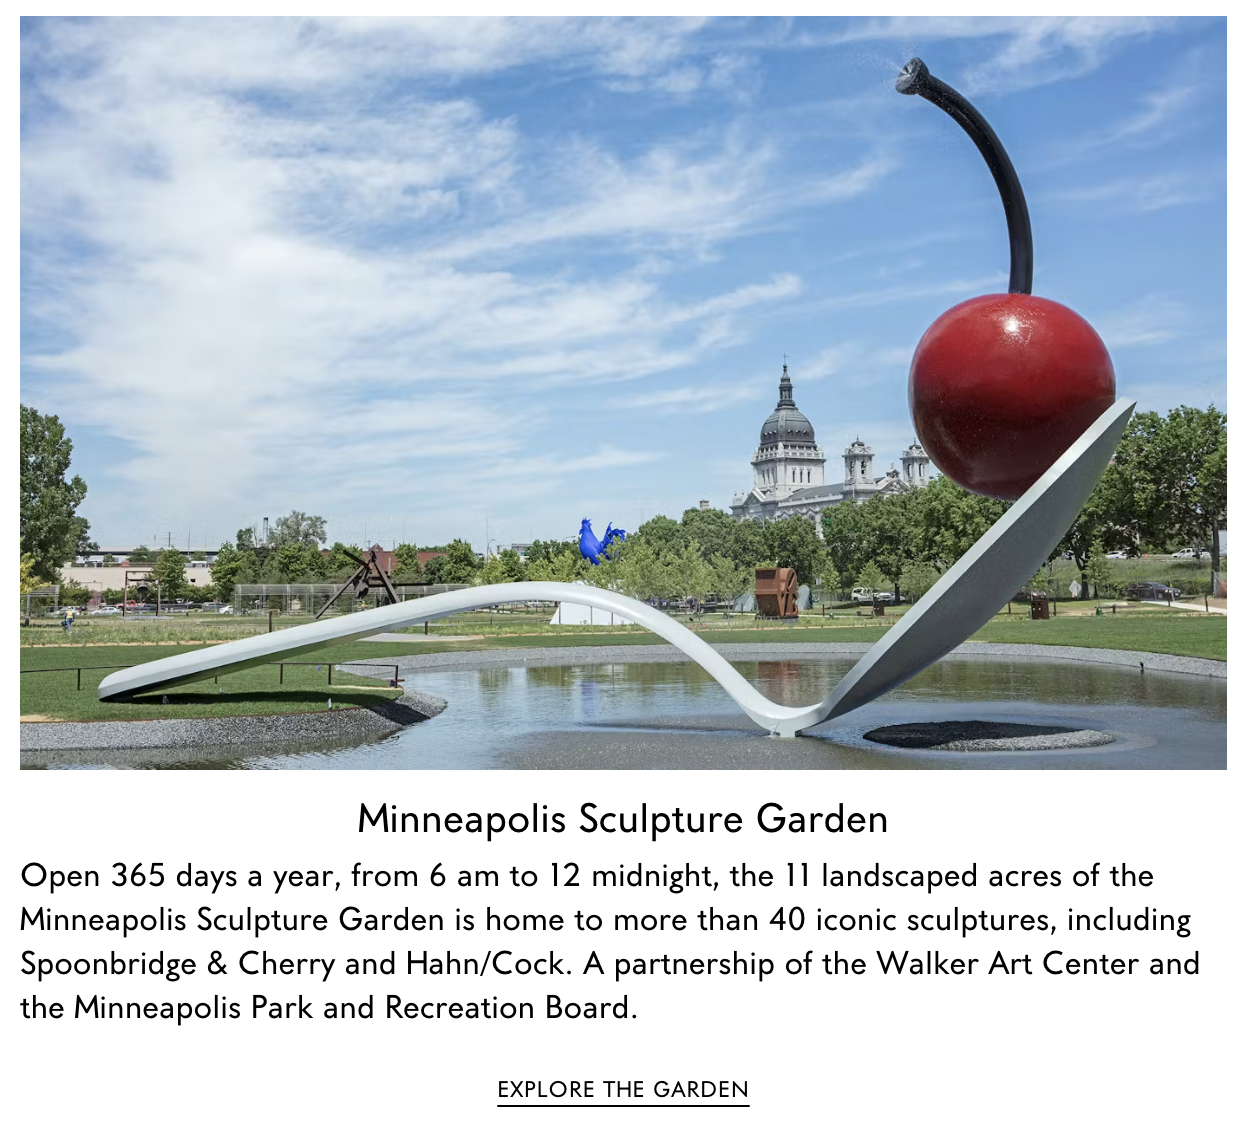 Minneapolis Sculpture Garden
Open 365 days a year, from 6 am to 12 midnight, the 11 landscaped acres of the
Minneapolis Sculpture Garden is home to more than 40 iconic sculptures, including
Spoonbridge & Cherry and Hahn/Cock. A partnership of the Walker Art Center and
the Minneapolis Park and Recreation Board.
EXPLORE THE GARDEN